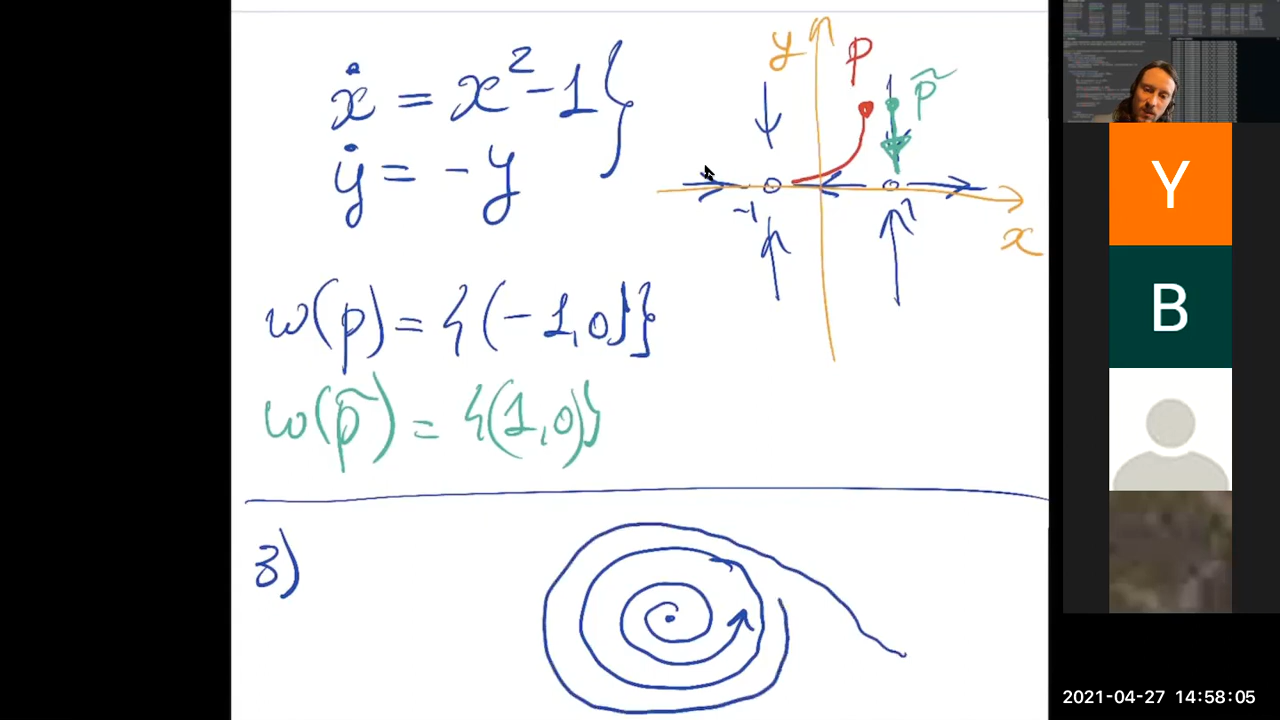 ẋ = x² - 1 }
ẏ = - y
y
p
p̃
-1
1
x
ω(p) = {(-1,0)}
ω(p̃) = {(1,0)}
3)
Y
B
2021-04-27 14:58:05